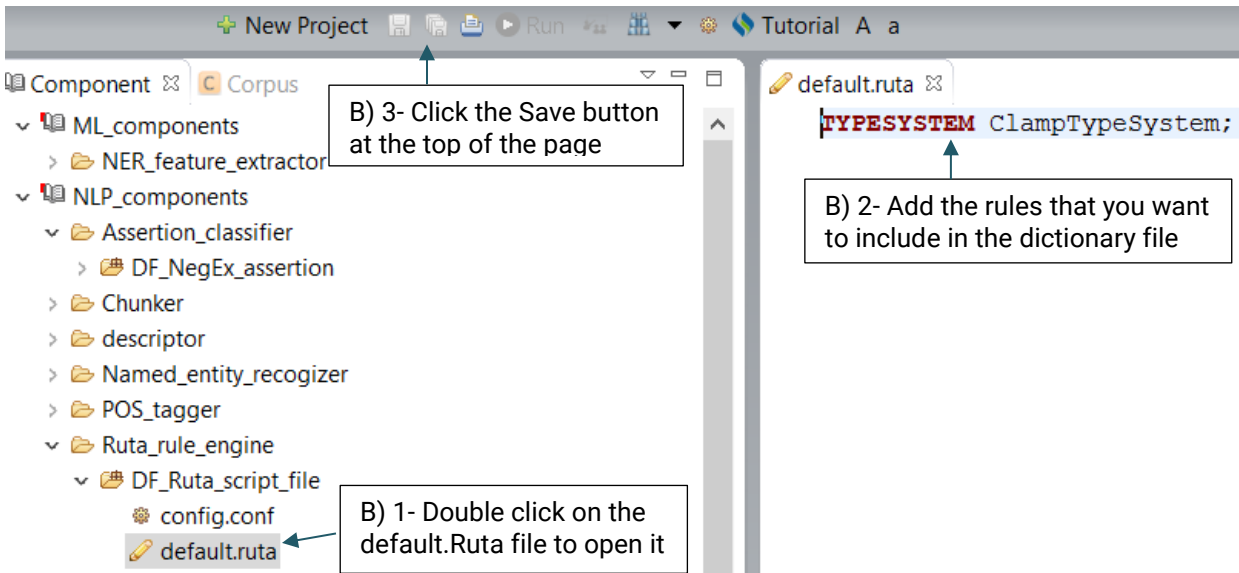 New Project Run Tutorial A a
Component C Corpus
B) 3- Click the Save button
at the top of the page
ML_components
NER_feature_extractor
NLP_components
Assertion_classifier
DF_NegEx_assertion
Chunker
descriptor
Named_entity_recogizer
POS_tagger
Ruta_rule_engine
DF_Ruta_script_file
config.conf
default.ruta
B) 1- Double click on the
default.Ruta file to open it
default.ruta
TYPESYSTEM ClampTypeSystem;
B) 2- Add the rules that you want
to include in the dictionary file